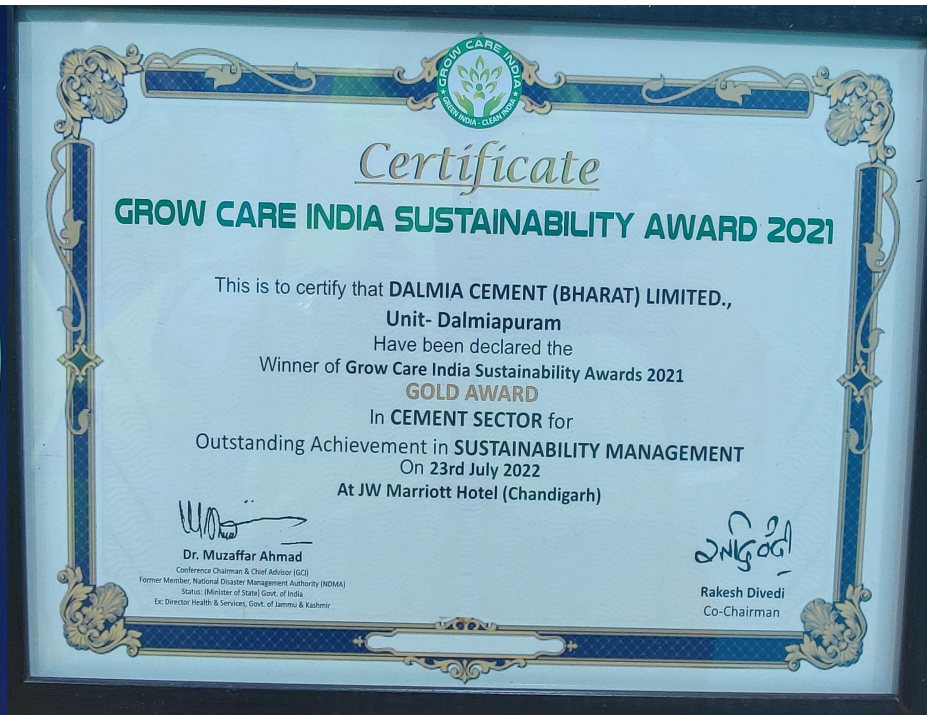 GROW CARE INDIA
GREEN INDIA - CLEAN INDIA
Certificate
GROW CARE INDIA SUSTAINABILITY AWARD 2021
This is to certify that DALMIA CEMENT (BHARAT) LIMITED.,
Unit- Dalmiapuram
Have been declared the
Winner of Grow Care India Sustainability Awards 2021
GOLD AWARD
In CEMENT SECTOR for
Outstanding Achievement in SUSTAINABILITY MANAGEMENT
On 23rd July 2022
At JW Marriott Hotel (Chandigarh)
Dr. Muzaffar Ahmad
Conference Chairman & Chief Advisor (GCI)
Former Member, National Disaster Management Authority (NDMA)
Status: (Minister of State) Govt. of India
Ex: Director Health & Services, Govt. of Jammu & Kashmir
Rakesh Divedi
Co-Chairman